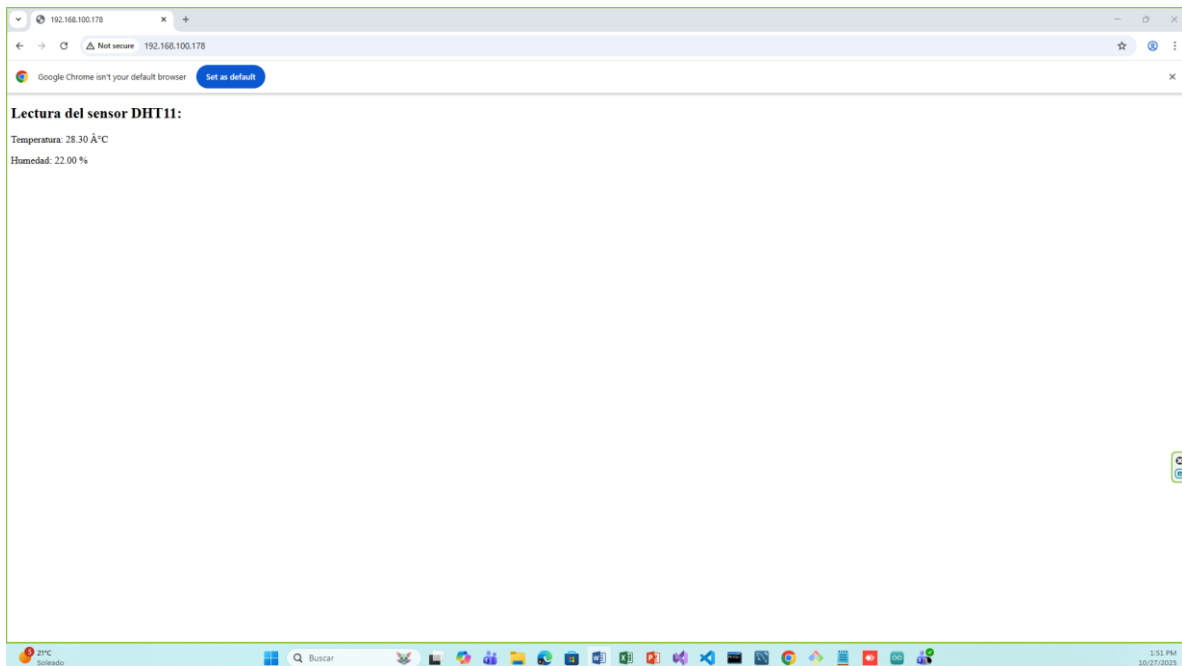 192.168.100.178
Not secure 192.168.100.178
Google Chrome isn't your default browser Set as default
Lectura del sensor DHT11:
Temperatura: 28.30 Â°C
Humedad: 22.00 %
5
21°C
Soleado
Buscar
1:51 PM
10/27/2025